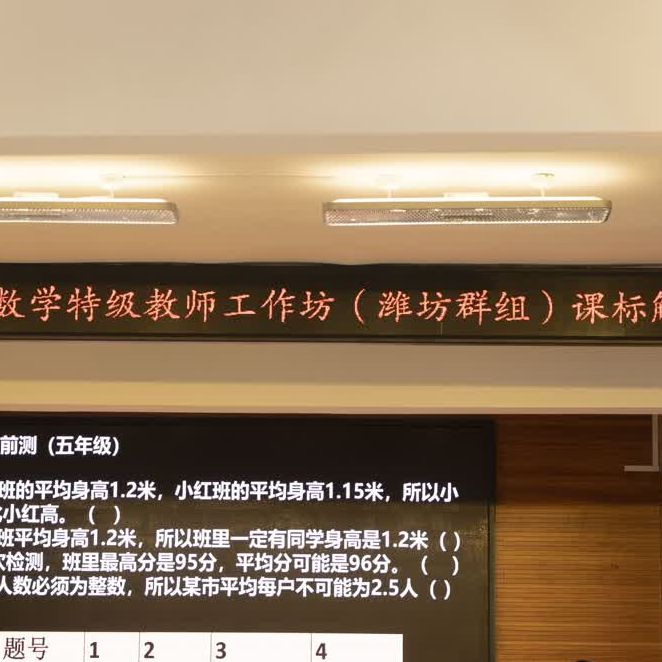 数学特级教师工作坊（潍坊群组）课标解
前测（五年级）
班的平均身高1.2米，小红班的平均身高1.15米，所以小
小红高。（ ）
班平均身高1.2米，所以班里一定有同学身高是1.2米（ ）
检测，班里最高分是95分，平均分可能是96分。（ ）
人数必须为整数，所以某市平均每户不可能为2.5人（ ）
题号 1 2 3 4